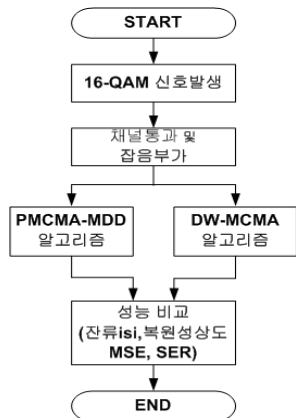 START
16-QAM 신호발생
채널통과 및
잡음부가
PMCMA-MDD
알고리즘
DW-MCMA
알고리즘
성능 비교
(잔류isi,복원성상도
MSE, SER)
END